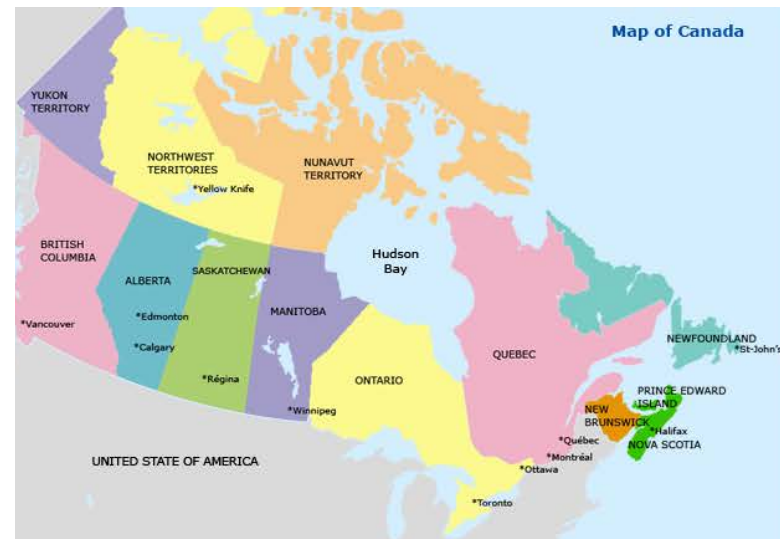 Map of Canada
YUKON
TERRITORY
NORTHWEST
TERRITORIES
*Yellow Knife
NUNAVUT
TERRITORY
BRITISH
COLUMBIA
Hudson
Bay
ALBERTA
SASKATCHEWAN
MANITOBA
*Edmonton
*Vancouver
*Calgary
NEWFOUNDLAND
*St-John's
QUEBEC
ONTARIO
*Régina
PRINCE EDWARD
ISLAND
NEW
BRUNSWICK
*Winnipeg
*Halifax
NOVA SCOTIA
*Québec
*Montréal
*Ottawa
UNITED STATE OF AMERICA
*Toronto